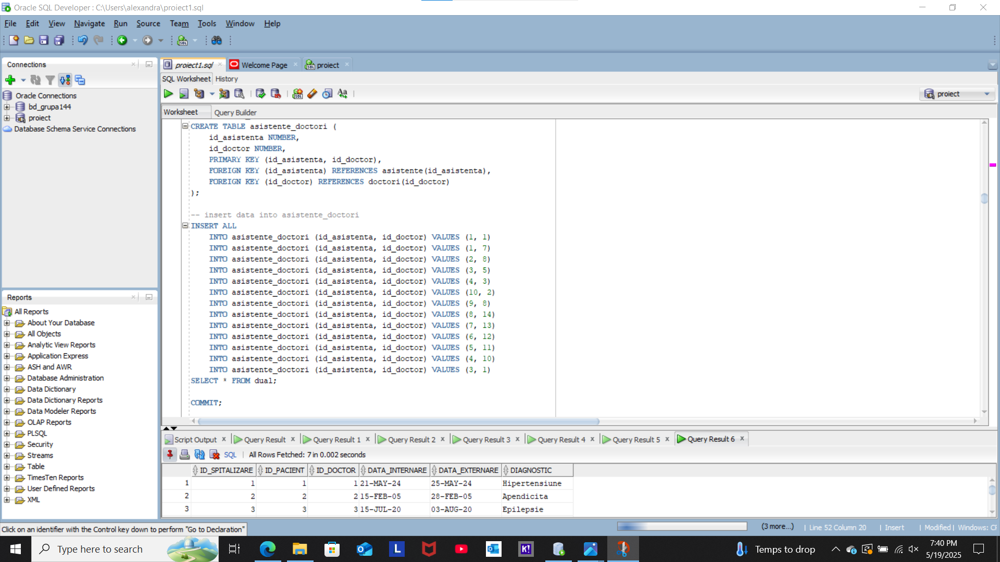 Oracle SQL Developer : C:\Users\alexandra\proiect1.sql
File Edit View Navigate Run Source Team Tools Window Help
Connections
Oracle Connections
bd_grupa144
proiect
Database Schema Service Connections
Reports
All Reports
About Your Database
All Objects
Analytic View Reports
Application Express
ASH and AWR
Database Administration
Data Dictionary
Data Dictionary Reports
Data Modeler Reports
OLAP Reports
PLSQL
Security
Streams
Table
TimesTen Reports
User Defined Reports
XML
proiect1.sql Welcome Page proiect
SQL Worksheet History
proiect
Worksheet Query Builder
CREATE TABLE asistente_doctori (
id_asistenta NUMBER,
id_doctor NUMBER,
PRIMARY KEY (id_asistenta, id_doctor),
FOREIGN KEY (id_asistenta) REFERENCES asistente(id_asistenta),
FOREIGN KEY (id_doctor) REFERENCES doctori(id_doctor)
);
-- insert data into asistente_doctori
INSERT ALL
INTO asistente_doctori (id_asistenta, id_doctor) VALUES (1, 1)
INTO asistente_doctori (id_asistenta, id_doctor) VALUES (1, 7)
INTO asistente_doctori (id_asistenta, id_doctor) VALUES (2, 8)
INTO asistente_doctori (id_asistenta, id_doctor) VALUES (3, 5)
INTO asistente_doctori (id_asistenta, id_doctor) VALUES (4, 3)
INTO asistente_doctori (id_asistenta, id_doctor) VALUES (10, 2)
INTO asistente_doctori (id_asistenta, id_doctor) VALUES (9, 8)
INTO asistente_doctori (id_asistenta, id_doctor) VALUES (8, 14)
INTO asistente_doctori (id_asistenta, id_doctor) VALUES (7, 13)
INTO asistente_doctori (id_asistenta, id_doctor) VALUES (6, 12)
INTO asistente_doctori (id_asistenta, id_doctor) VALUES (5, 11)
INTO asistente_doctori (id_asistenta, id_doctor) VALUES (4, 10)
INTO asistente_doctori (id_asistenta, id_doctor) VALUES (3, 1)
SELECT * FROM dual;
COMMIT;
Script Output Query Result Query Result 1 Query Result 2 Query Result 3 Query Result 4 Query Result 5 Query Result 6
SQL All Rows Fetched: 7 in 0.002 seconds
ID_SPITALIZARE ID_PACIENT ID_DOCTOR DATA_INTERNARE DATA_EXTERNARE DIAGNOSTIC
1 1 1 1 21-MAY-24 25-MAY-24 Hipertensiune
2 2 2 2 15-FEB-05 28-FEB-05 Apendicita
3 3 3 3 15-JUL-20 03-AUG-20 Epilepsie
Click on an identifier with the Control key down to perform "Go to Declaration"
(3 more...) | Line 52 Column 20 | Insert | Modified | Windows: CF
Type here to search
L
K!
Temps to drop
7:40 PM
5/19/2025